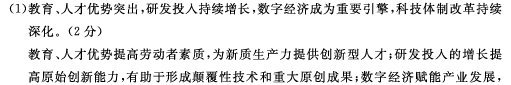 (1)教育、人才优势突出,研发投入持续增长,数字经济成为重要引擎,科技体制改革持续
深化。(2分)
教育、人才优势提高劳动者素质,为新质生产力提供创新型人才;研发投入的增长提
高原始创新能力,有助于形成颠覆性技术和重大原创成果;数字经济赋能产业发展,